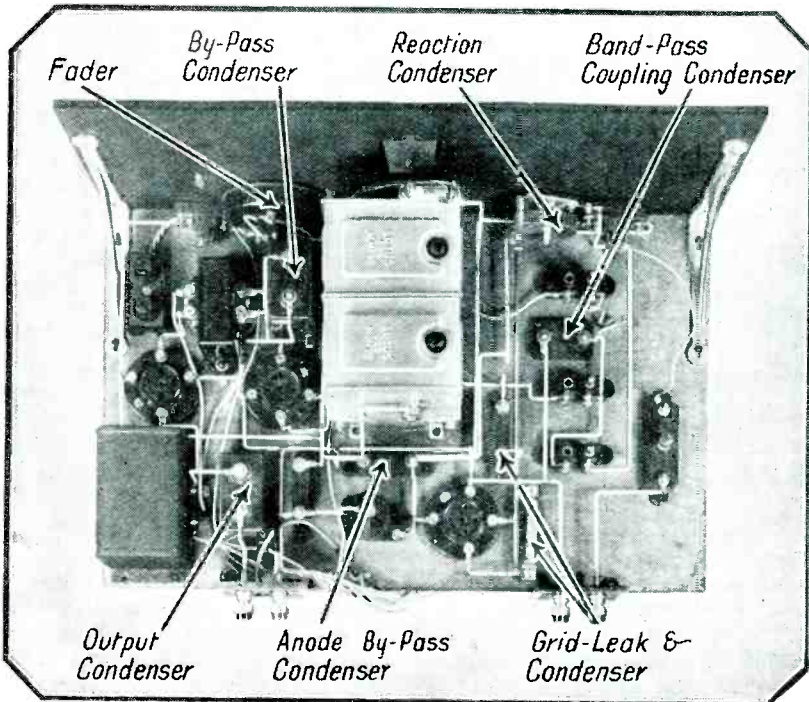 Fader
By-Pass
Condenser
Reaction
Condenser
Band-Pass
Coupling Condenser
Output
Condenser
Anode By-Pass
Condenser
Grid-Leak &
Condenser